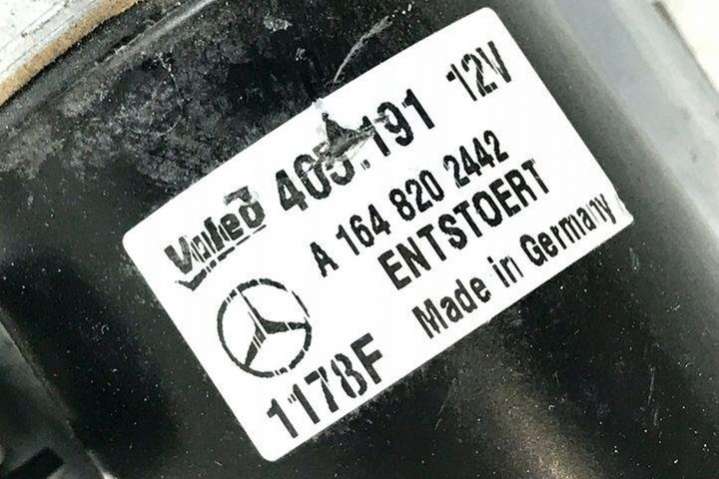 Valeo 405.191 12V
A 164 820 2442
ENTSTOERT
1178F Made in Germany